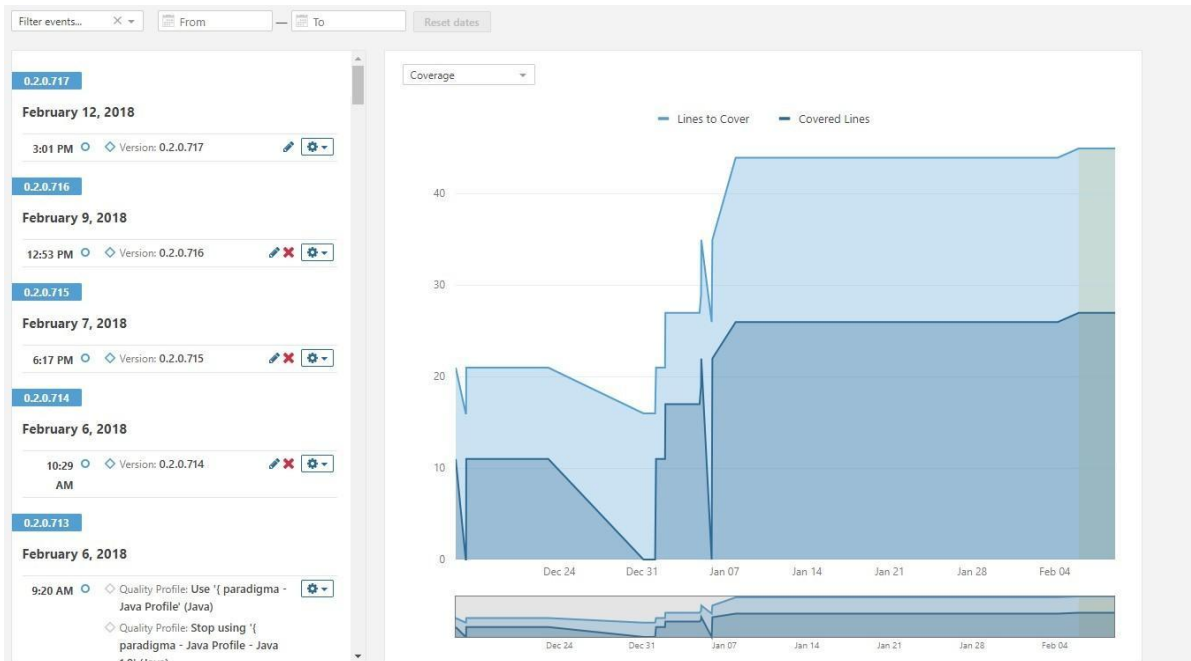 Filter events...
From
—
To
Reset dates
0.2.0.717
February 12, 2018
3:01 PM Version: 0.2.0.717
0.2.0.716
February 9, 2018
12:53 PM Version: 0.2.0.716
0.2.0.715
February 7, 2018
6:17 PM Version: 0.2.0.715
0.2.0.714
February 6, 2018
10:29 Version: 0.2.0.714
AM
0.2.0.713
February 6, 2018
9:20 AM Quality Profile: Use '{ paradigma -
Java Profile' (Java)
Quality Profile: Stop using '{
paradigma - Java Profile - Java
Coverage
Lines to Cover Covered Lines
40
30
20
10
0
Dec 24 Dec 31 Jan 07 Jan 14 Jan 21 Jan 28 Feb 04
Dec 24 Dec 31 Jan 07 Jan 14 Jan 21 Jan 28 Feb 04